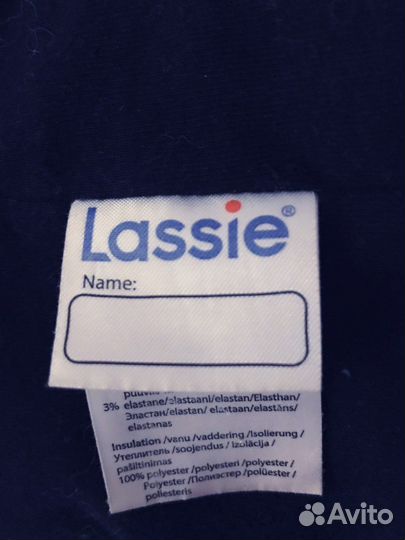 Lassie®
Name:
3% elastane/elastaani/elastan/Elasthan/
Эластан/elastan/ elastaan/elastāns/
elastanas
Insulation /vanu /vaddering /Isolierung /
Утеплитель /soojendus / Izolācija /
pašiltinimas
100% polyester /polyesteri /polyester /
Polyester /Полиэстер /polüester /
poliesteris
Avito